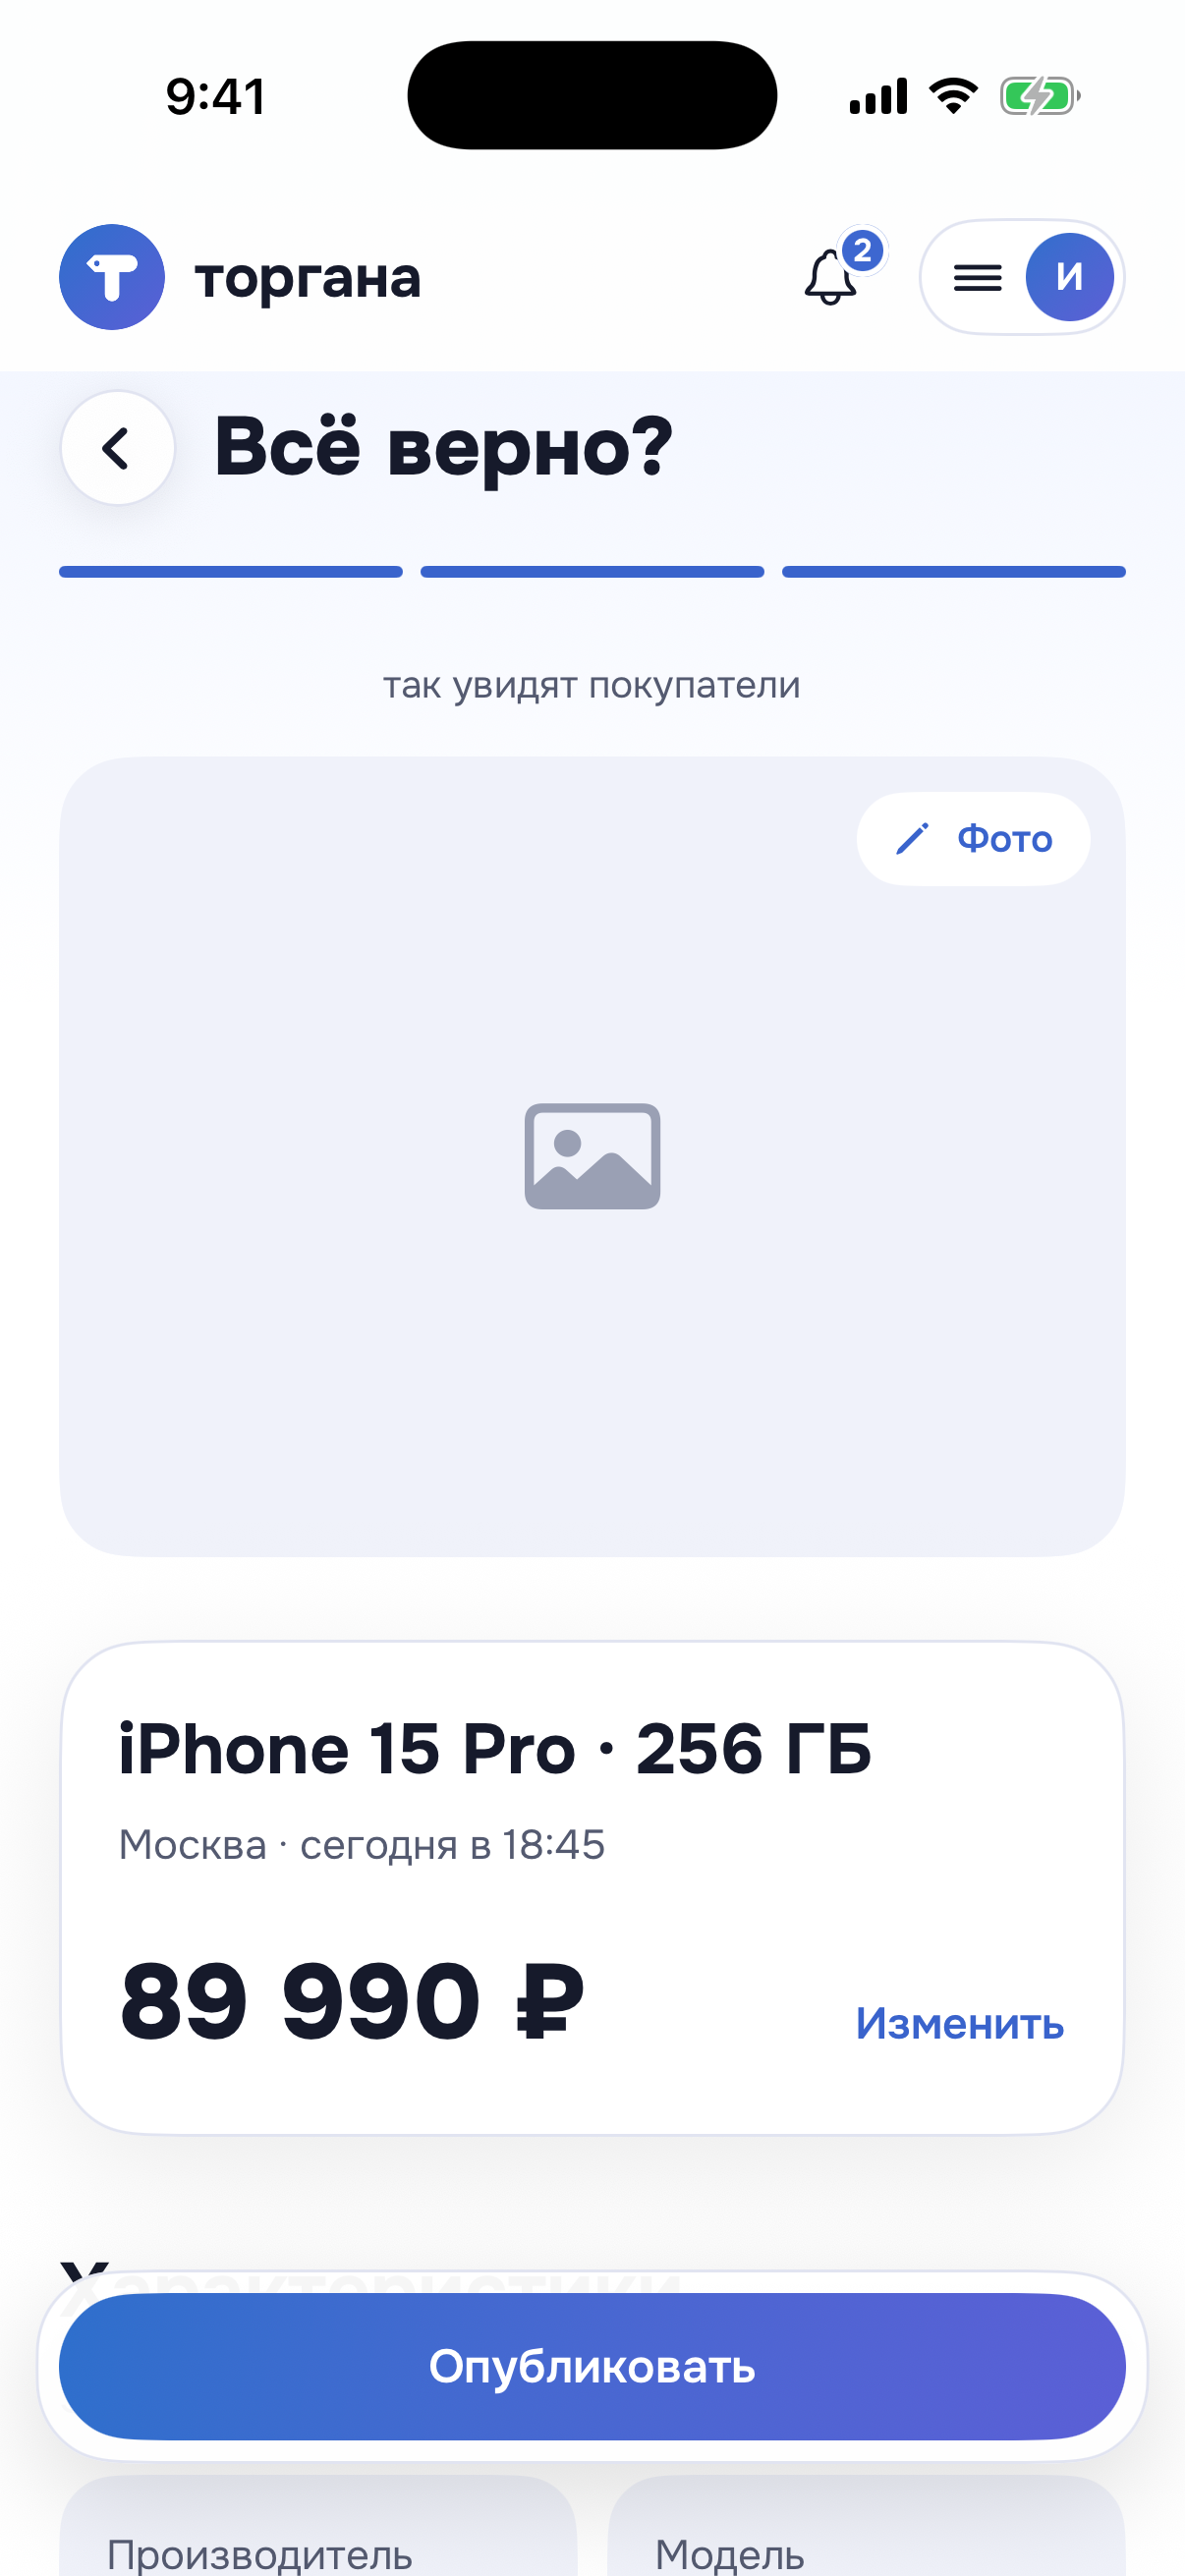 9:41
торгана
2
И
Всё верно?
так увидят покупатели
Фото
iPhone 15 Pro · 256 ГБ
Москва · сегодня в 18:45
89 990 ₽
Изменить
Характеристики
Опубликовать
Производитель
Модель